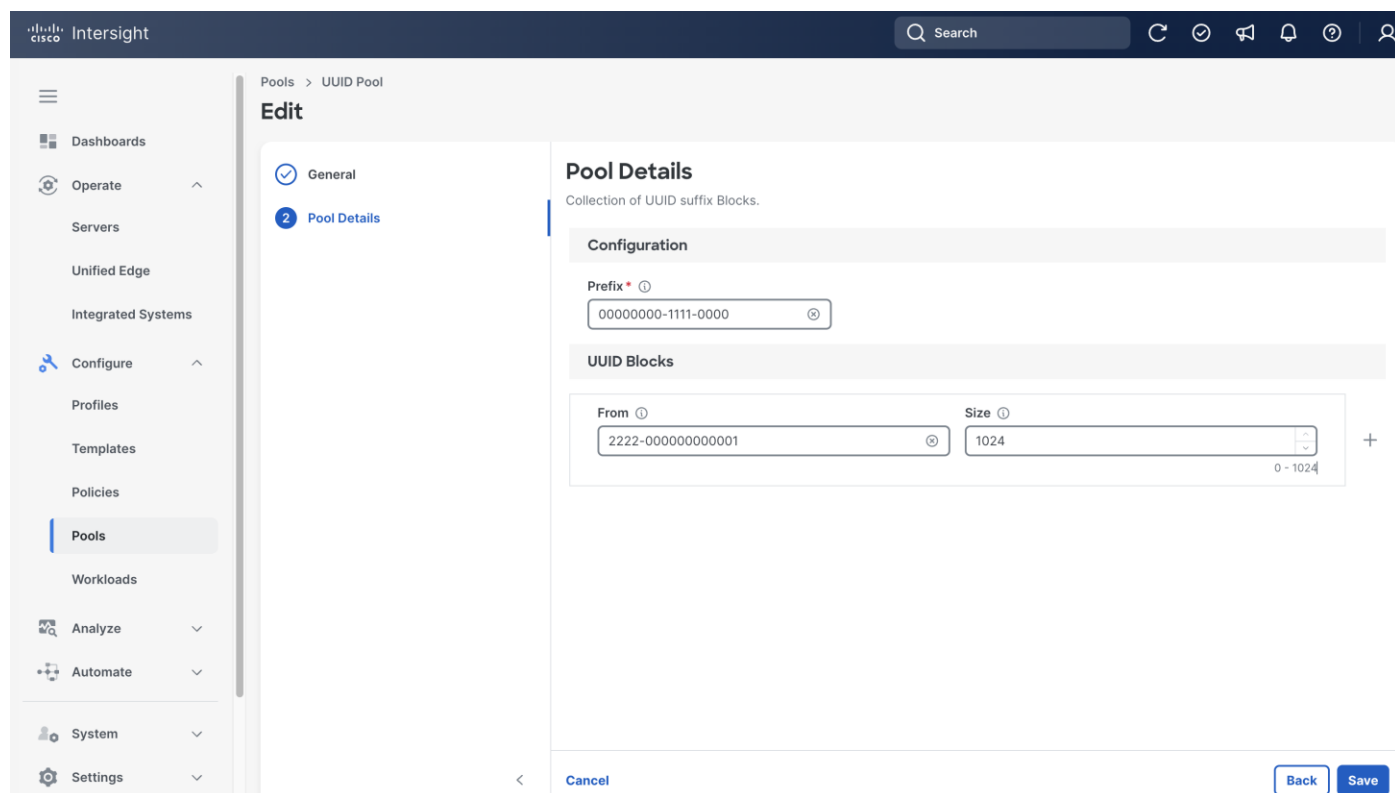 cisco Intersight
Search
Pools > UUID Pool
Edit
Dashboards
Operate
Servers
Unified Edge
Integrated Systems
Configure
Profiles
Templates
Policies
Pools
Workloads
Analyze
Automate
System
Settings
General
2 Pool Details
Pool Details
Collection of UUID suffix Blocks.
Configuration
Prefix *
00000000-1111-0000
UUID Blocks
From
2222-000000000001
Size
1024
0 - 1024
Cancel
Back
Save